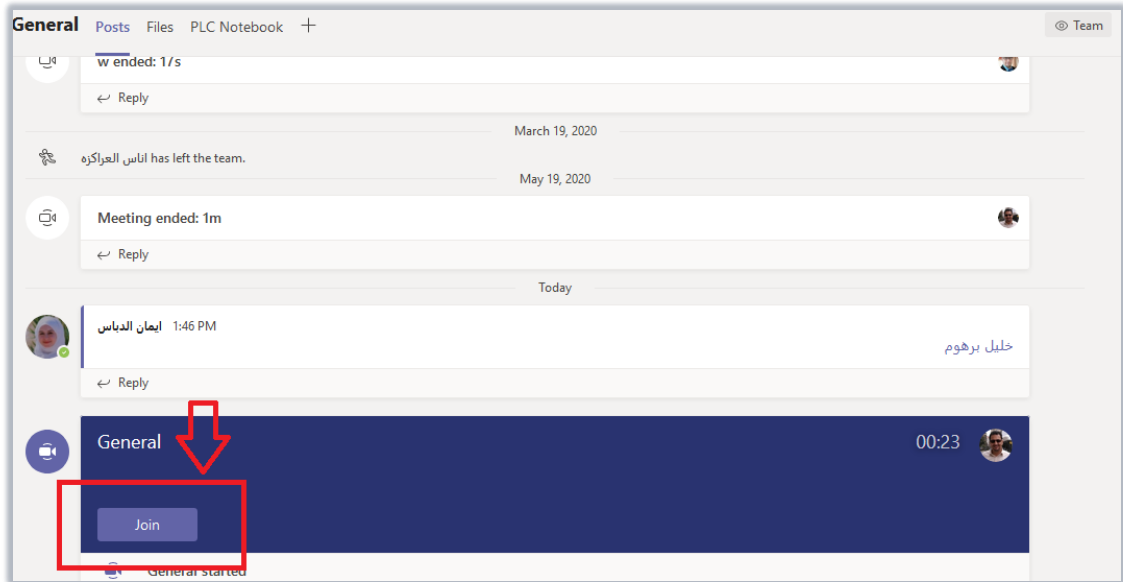 General Posts Files PLC Notebook + Team
w ended: 17s
Reply
March 19, 2020
اناس العراكزه has left the team.
May 19, 2020
Meeting ended: 1m
Reply
Today
ايمان الدباس 1:46 PM
خليل برهوم
Reply
General 00:23
Join
General started